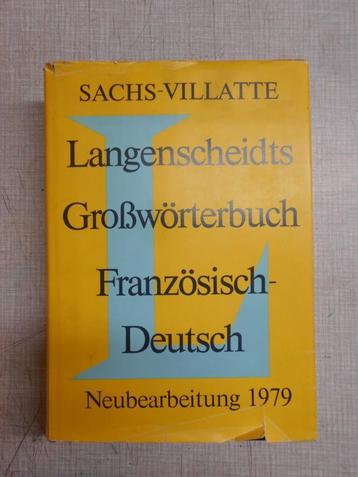 SACHS-VILLATTE
Langenscheidts
Großwörterbuch
Französisch-
Deutsch
Neubearbeitung 1979